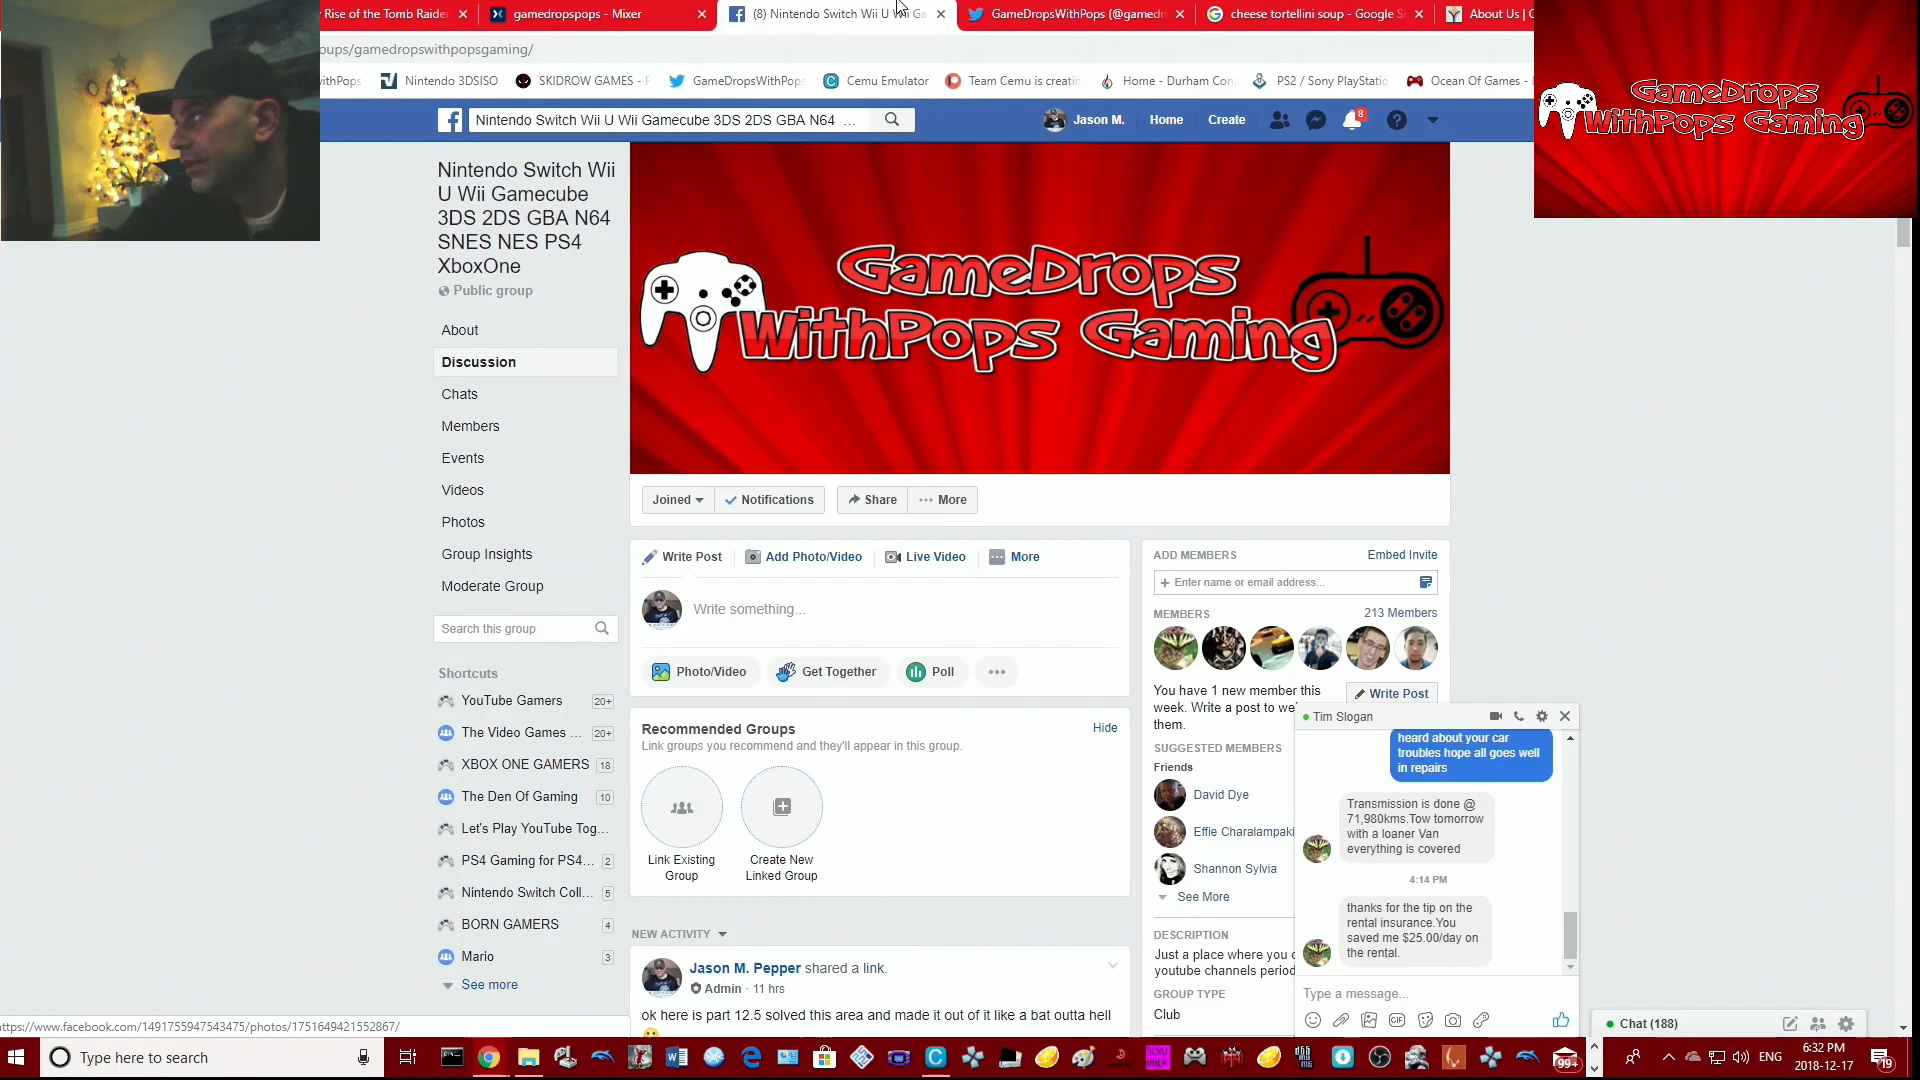 Rise of the Tomb Raider
gamedropspops - Mixer
(8) Nintendo Switch Wii U Wii Ga
GameDropsWithPops (@gamedr
cheese tortellini soup - Google S
About Us | C
oups/gamedropswithpopsgaming/
withPops
Nintendo 3DSISO
SKIDROW GAMES - P
GameDropsWithPops
Cemu Emulator
Team Cemu is creatin
Home - Durham Con
PS2 / Sony PlayStatio
Ocean Of Games -
GameDrops
WithPops Gaming
Nintendo Switch Wii U Wii Gamecube 3DS 2DS GBA N64 ...
Jason M.
Home
Create
8
Nintendo Switch Wii
U Wii Gamecube
3DS 2DS GBA N64
SNES NES PS4
XboxOne
Public group
About
Discussion
Chats
Members
Events
Videos
Photos
Group Insights
Moderate Group
Search this group
Shortcuts
YouTube Gamers 20+
The Video Games ... 20+
XBOX ONE GAMERS 18
The Den Of Gaming 10
Let's Play YouTube Tog...
PS4 Gaming for PS4... 2
Nintendo Switch Coll... 5
BORN GAMERS 4
Mario 3
See more
GameDrops
WithPops Gaming
Joined
Notifications
Share
More
Write Post
Add Photo/Video
Live Video
More
Write something...
Photo/Video
Get Together
Poll
Recommended Groups
Hide
Link groups you recommend and they'll appear in this group.
Link Existing
Group
Create New
Linked Group
NEW ACTIVITY
Jason M. Pepper shared a link.
Admin · 11 hrs
ok here is part 12.5 solved this area and made it out of it like a bat outta hell
ADD MEMBERS
Embed Invite
+ Enter name or email address...
MEMBERS
213 Members
You have 1 new member this
week. Write a post to we
them.
Write Post
SUGGESTED MEMBERS
Friends
David Dye
Effie Charalampaki
Shannon Sylvia
See More
DESCRIPTION
Just a place where you c
youtube channels period
GROUP TYPE
Club
Tim Slogan
heard about your car
troubles hope all goes well
in repairs
Transmission is done @
71,980kms.Tow tomorrow
with a loaner Van
everything is covered
4:14 PM
thanks for the tip on the
rental insurance.You
saved me $25.00/day on
the rental.
Type a message...
GIF
Chat (188)
https://www.facebook.com/1491755947543475/photos/1751649421552867/
Type here to search
99+
ENG
6:32 PM
2018-12-17
19